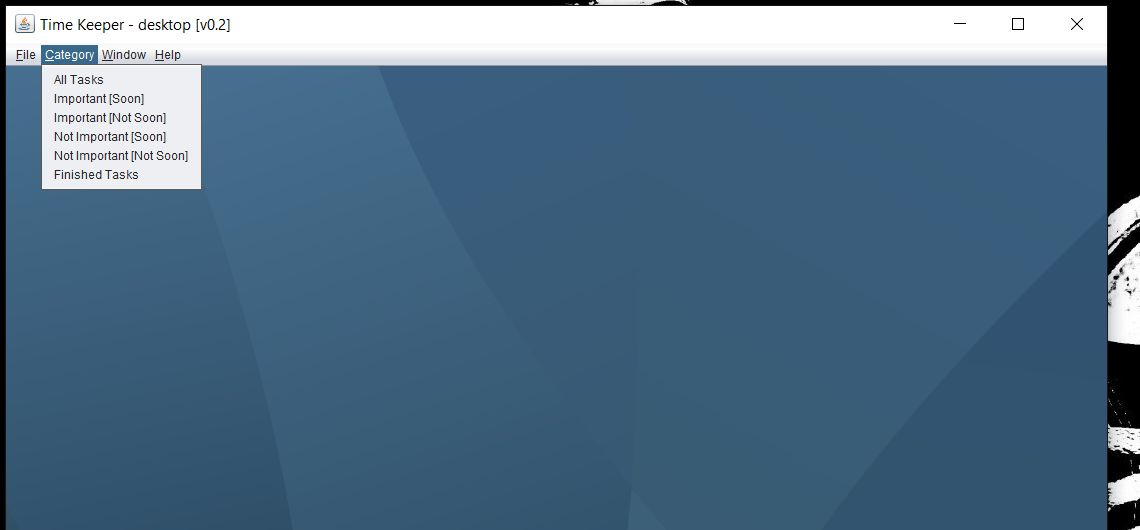 Time Keeper - desktop [v0.2]
File Category Window Help
All Tasks
Important [Soon]
Important [Not Soon]
Not Important [Soon]
Not Important [Not Soon]
Finished Tasks